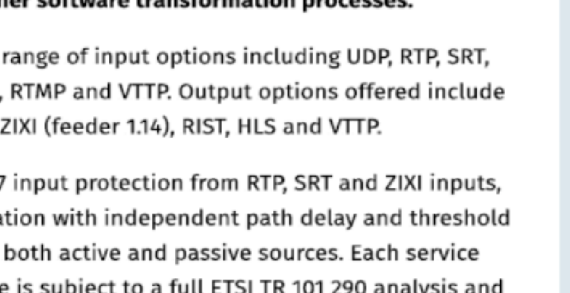 ner software transformation processes.
range of input options including UDP, RTP, SRT,
, RTMP and VTTP. Output options offered include
ZIXI (feeder 1.14), RIST, HLS and VTTP.
7 input protection from RTP, SRT and ZIXI inputs,
ation with independent path delay and threshold
both active and passive sources. Each service
e is subject to a full ETSI TR 101 290 analysis and